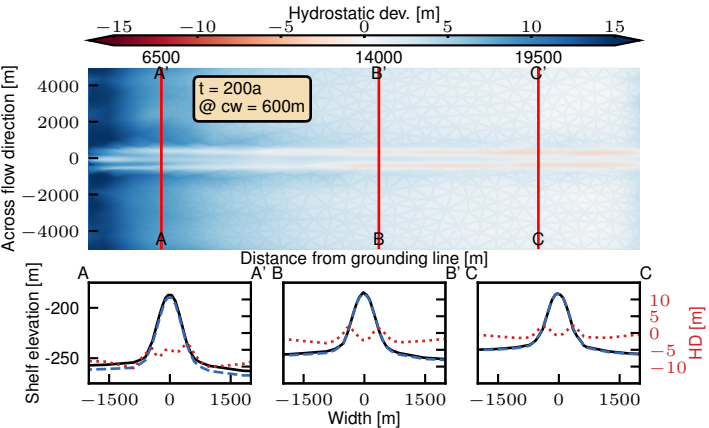 Hydrostatic dev. [m]
−15 −10 −5 0 5 10 15
6500 14000 19500
A' B' C'
t = 200a
@ cw = 600m
Across flow direction [m]
4000
2000
0
−2000
−4000
A B C
Distance from grounding line [m]
A A' B B' C C
Shelf elevation [m]
-200
-250
10
5
0
−5
−10
HD [m]
−1500 0 1500 −1500 0 1500 −1500 0 1500
Width [m]